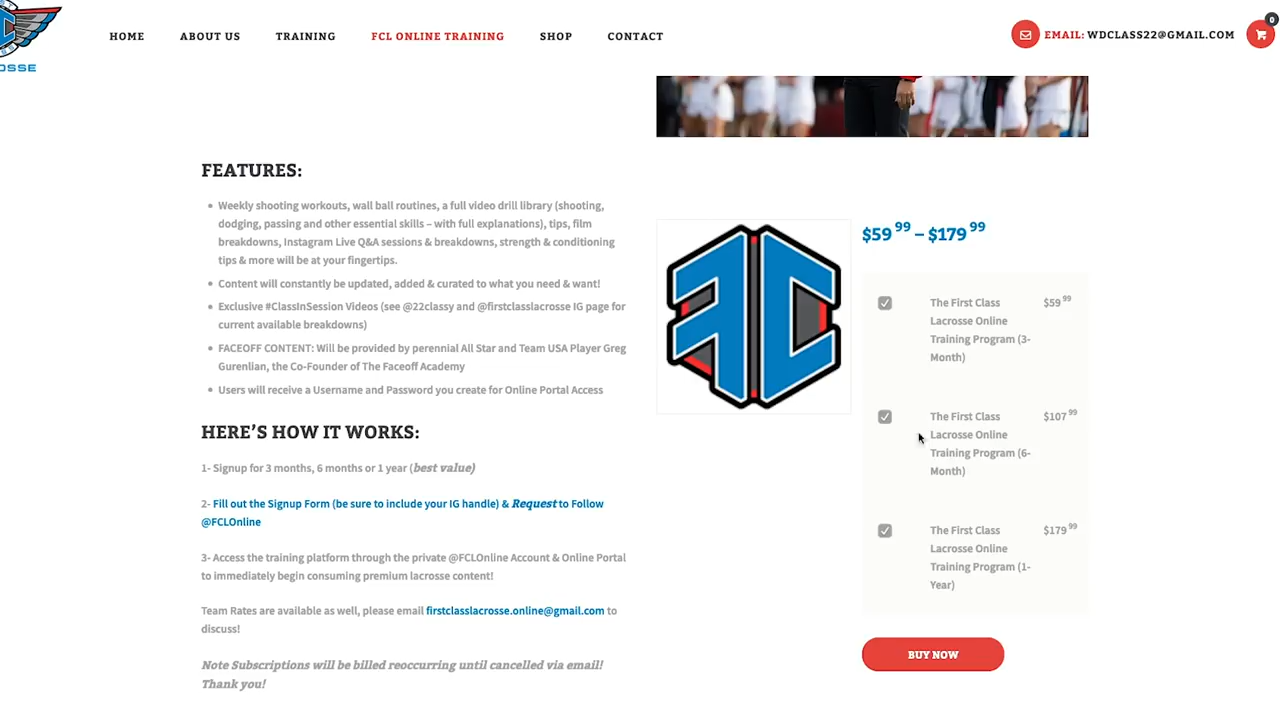 OSSE
HOME ABOUT US TRAINING FCL ONLINE TRAINING SHOP CONTACT
EMAIL: WDCLASS22@GMAIL.COM
0
FEATURES:
Weekly shooting workouts, wall ball routines, a full video drill library (shooting,
dodging, passing and other essential skills – with full explanations), tips, film
breakdowns, Instagram Live Q&A sessions & breakdowns, strength & conditioning
tips & more will be at your fingertips.
Content will constantly be updated, added & curated to what you need & want!
Exclusive #ClassInSession Videos (see @22classy and @firstclasslacrosse IG page for
current available breakdowns)
FACEOFF CONTENT: Will be provided by perennial All Star and Team USA Player Greg
Gurenlian, the Co-Founder of The Faceoff Academy
Users will receive a Username and Password you create for Online Portal Access
HERE'S HOW IT WORKS:
1- Signup for 3 months, 6 months or 1 year (best value)
2- Fill out the Signup Form (be sure to include your IG handle) & Request to Follow
@FCLOnline
3- Access the training platform through the private @FCLOnline Account & Online Portal
to immediately begin consuming premium lacrosse content!
Team Rates are available as well, please email firstclasslacrosse.online@gmail.com to
discuss!
Note Subscriptions will be billed reoccurring until cancelled via email!
Thank you!
FC
$59 99 – $179 99
The First Class $59 99
Lacrosse Online
Training Program (3-
Month)
The First Class $107 99
Lacrosse Online
Training Program (6-
Month)
The First Class $179 99
Lacrosse Online
Training Program (1-
Year)
BUY NOW